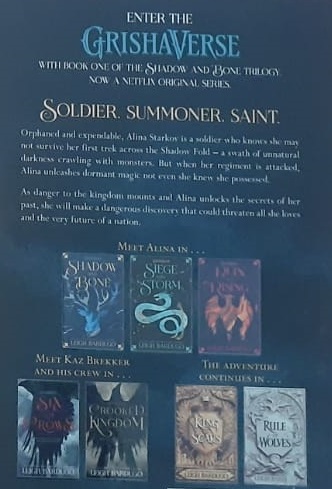 ENTER THE
GRISHAVERSE
WITH BOOK ONE OF THE SHADOW AND BONE TRILOGY,
NOW A NETFLIX ORIGINAL SERIES.
SOLDIER. SUMMONER. SAINT.
Orphaned and expendable, Alina Starkov is a soldier who knows she may
not survive her first trek across the Shadow Fold – a swath of unnatural
darkness crawling with monsters. But when her regiment is attacked,
Alina unleashes dormant magic not even she knew she possessed.
As danger to the kingdom mounts and Alina unlocks the secrets of her
past, she will make a dangerous discovery that could threaten all she loves
and the very future of a nation.
MEET ALINA IN . . .
SHADOW AND BONE
LEIGH BARDUGO
SIEGE AND STORM
LEIGH BARDUGO
RUIN AND RISING
LEIGH BARDUGO
MEET KAZ BREKKER
AND HIS CREW IN . . .
THE ADVENTURE
CONTINUES IN . . .
SIX OF CROWS
LEIGH BARDUGO
CROOKED KINGDOM
LEIGH BARDUGO
KING OF SCARS
LEIGH BARDUGO
RULE OF WOLVES
LEIGH BARDUGO